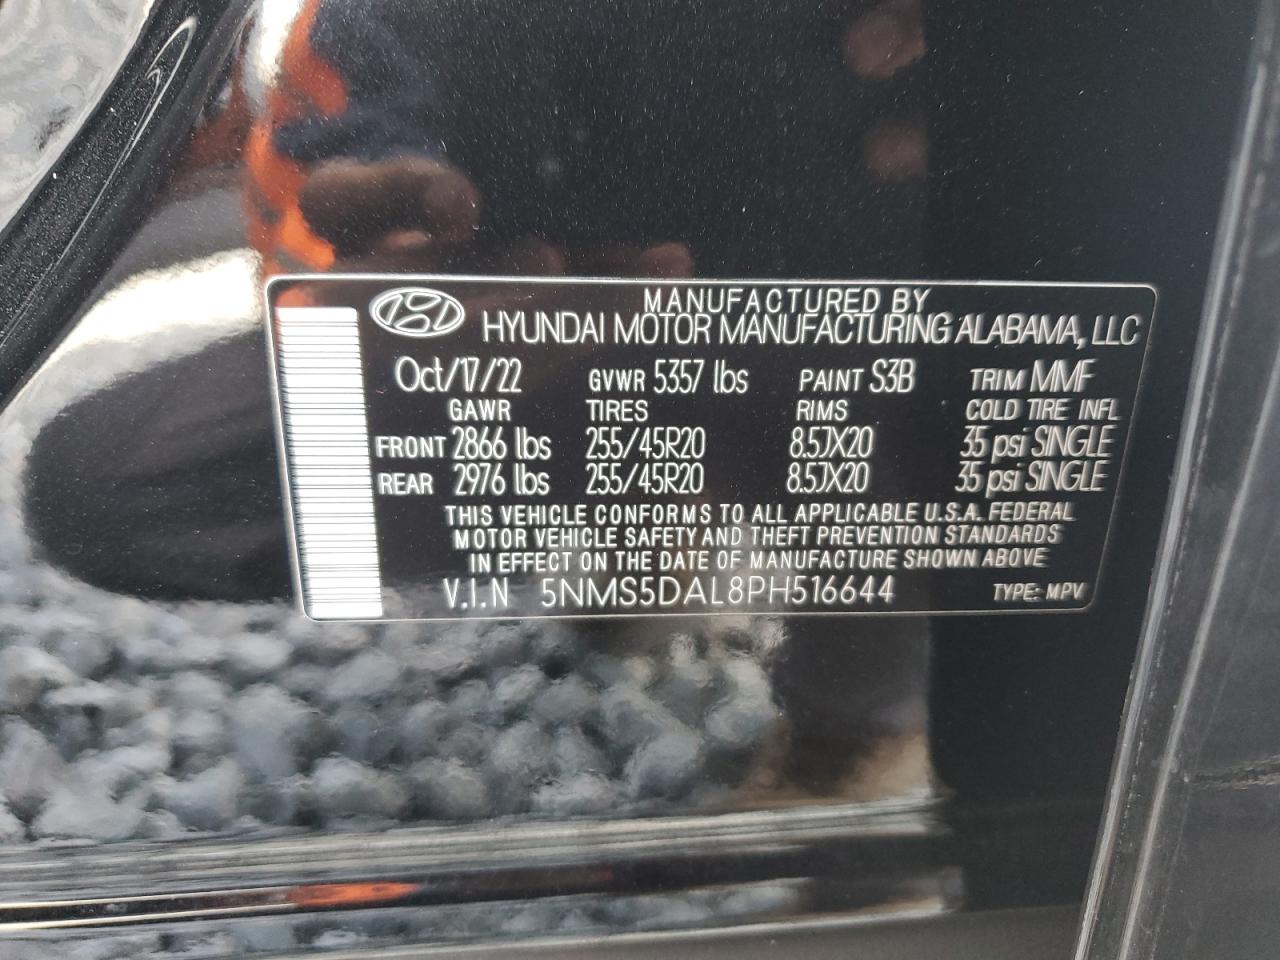 MANUFACTURED BY
HYUNDAI MOTOR MANUFACTURING ALABAMA, LLC
Oct/17/22 GVWR 5357 lbs PAINT S3B TRIM MMF
GAWR TIRES RIMS COLD TIRE INFL
FRONT 2866 lbs 255/45R20 8.5JX20 35 psi SINGLE
REAR 2976 lbs 255/45R20 8.5JX20 35 psi SINGLE
THIS VEHICLE CONFORMS TO ALL APPLICABLE U.S.A. FEDERAL
MOTOR VEHICLE SAFETY AND THEFT PREVENTION STANDARDS
IN EFFECT ON THE DATE OF MANUFACTURE SHOWN ABOVE
V.I.N 5NMS5DAL8PH516644 TYPE: MPV